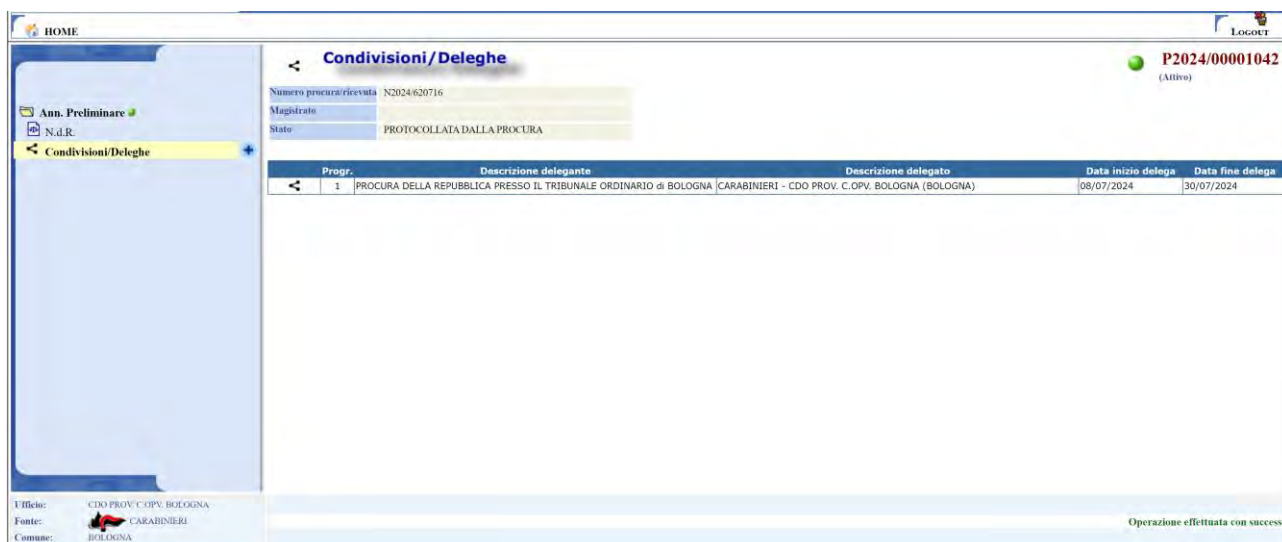 HOME
LOGOUT
Condivisioni/Deleghe
P2024/00001042
(Attivo)
Numero procura/ricevuta N2024/620716
Magistrato
Stato PROTOCOLLATA DALLA PROCURA
Ann. Preliminare
N.d.R.
Condivisioni/Deleghe
Progr. Descrizione delegante Descrizione delegato Data inizio delega Data fine delega
1 PROCURA DELLA REPUBBLICA PRESSO IL TRIBUNALE ORDINARIO di BOLOGNA CARABINIERI - CDO PROV. C.OPV. BOLOGNA (BOLOGNA) 08/07/2024 30/07/2024
Ufficio: CDO PROV. C.OPV. BOLOGNA
Fonte: CARABINIERI
Comune: BOLOGNA
Operazione effettuata con success